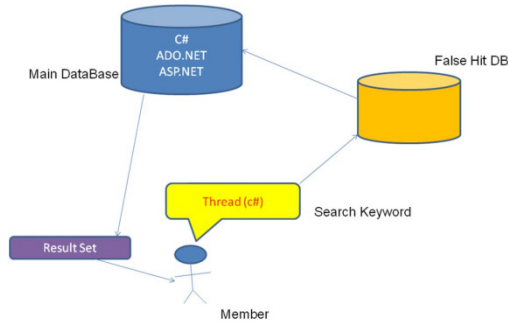 C#
ADO.NET
ASP.NET
Main DataBase
False Hit DB
Thread (c#)
Search Keyword
Result Set
Member